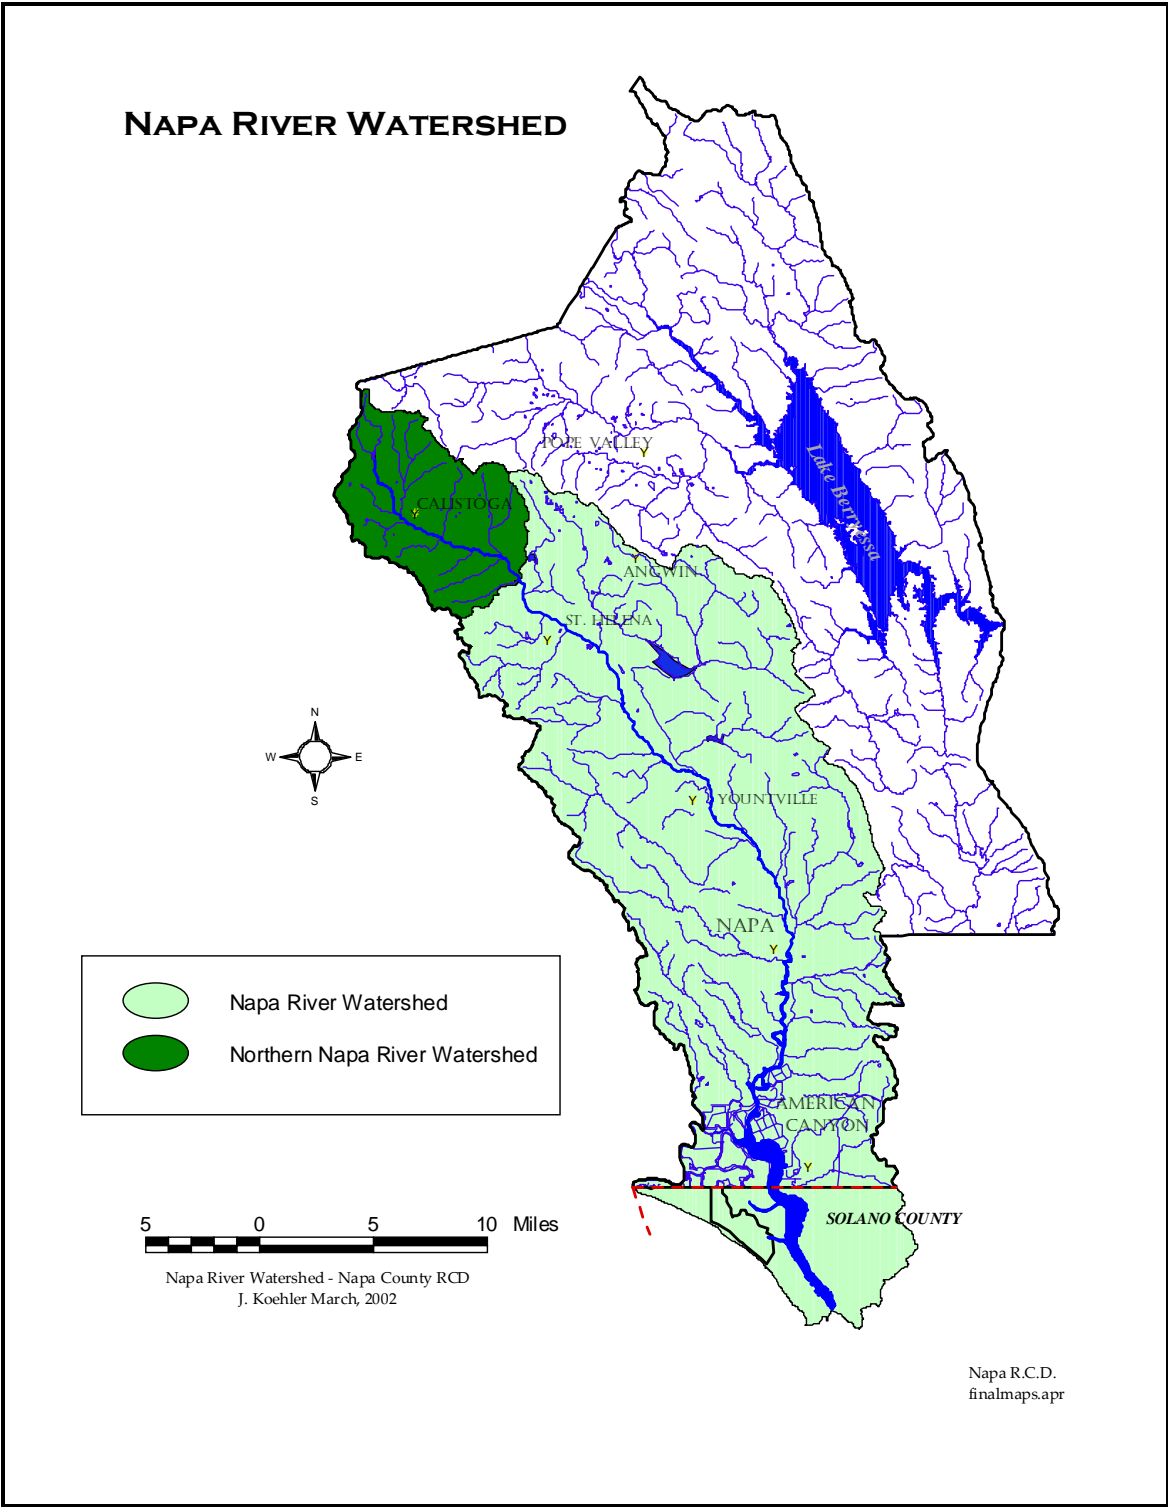 NAPA RIVER WATERSHED
POPE VALLEY
Y
Lake Berryessa
CALISTOGA
Y
Y
ANGWIN
ST. HELENA
Y
N
W E
S
Y YOUNTVILLE
NAPA
Y
Napa River Watershed
Northern Napa River Watershed
AMERICAN
CANYON
Y
SOLANO COUNTY
5 0 5 10 Miles
Napa River Watershed - Napa County RCD
J. Koehler March, 2002
Napa R.C.D.
finalmaps.apr